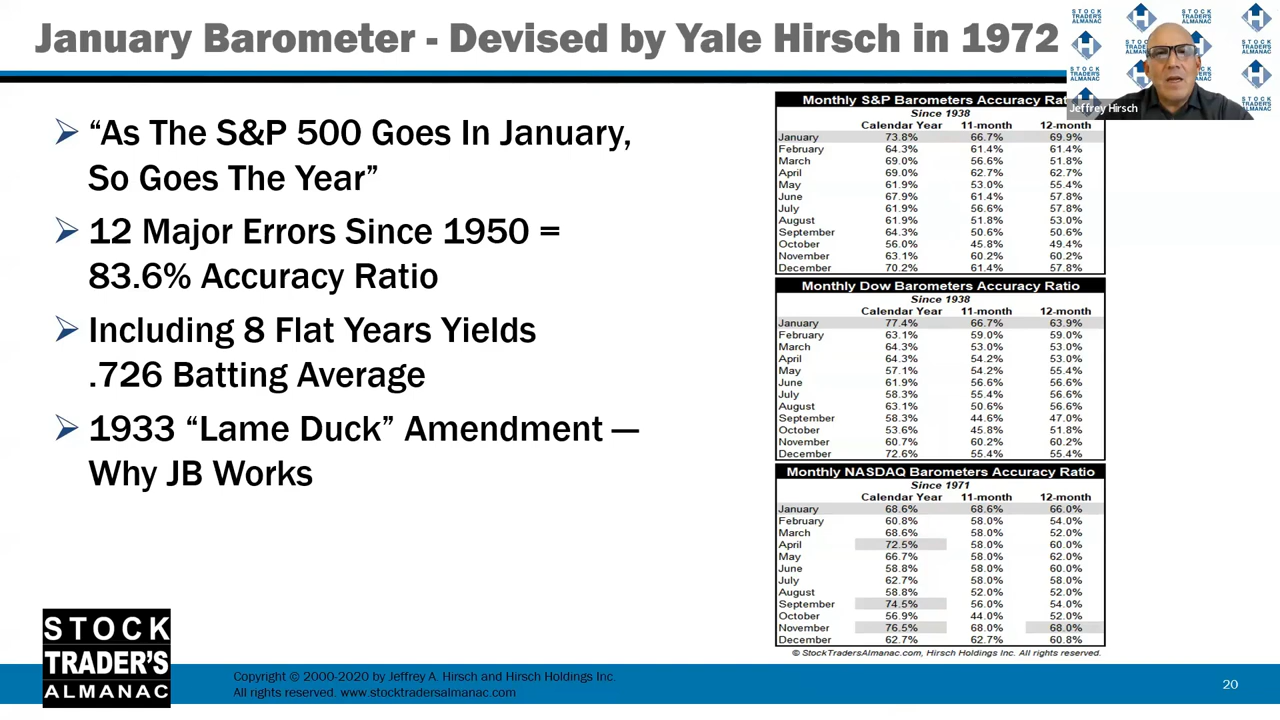 January Barometer - Devised by Yale Hirsch in 1972
“As The S&P 500 Goes In January,
So Goes The Year”
12 Major Errors Since 1950 =
83.6% Accuracy Ratio
Including 8 Flat Years Yields
.726 Batting Average
1933 “Lame Duck” Amendment —
Why JB Works
STOCK
TRADER'S
ALMANAC
STOCK
TRADER'S
ALMANAC
STOCK
TRADER'S
ALMANAC
STOCK
TRADER'S
ALMANAC
Jeffrey Hirsch
Monthly S&P Barometers Accuracy
Since 1938
Calendar Year 11-month 12-month
January 73.8% 66.7% 69.9%
February 64.3% 61.4% 61.4%
March 69.0% 56.6% 51.8%
April 69.0% 62.7% 62.7%
May 61.9% 53.0% 55.4%
June 67.9% 61.4% 57.8%
July 61.9% 56.6% 57.8%
August 61.9% 51.8% 53.0%
September 64.3% 50.6% 50.6%
October 56.0% 45.8% 49.4%
November 63.1% 60.2% 60.2%
December 70.2% 61.4% 57.8%
Monthly Dow Barometers Accuracy Ratio
Since 1938
Calendar Year 11-month 12-month
January 77.4% 66.7% 63.9%
February 63.1% 59.0% 59.0%
March 64.3% 53.0% 53.0%
April 64.3% 54.2% 53.0%
May 57.1% 54.2% 55.4%
June 61.9% 56.6% 56.6%
July 58.3% 55.4% 56.6%
August 63.1% 50.6% 56.6%
September 58.3% 44.6% 47.0%
October 53.6% 45.8% 51.8%
November 60.7% 60.2% 60.2%
December 72.6% 55.4% 55.4%
Monthly NASDAQ Barometers Accuracy Ratio
Since 1971
Calendar Year 11-month 12-month
January 68.6% 68.6% 66.0%
February 60.8% 58.0% 54.0%
March 68.6% 58.0% 52.0%
April 72.5% 58.0% 60.0%
May 66.7% 58.0% 62.0%
June 58.8% 58.0% 60.0%
July 62.7% 58.0% 58.0%
August 58.8% 52.0% 52.0%
September 74.5% 56.0% 54.0%
October 56.9% 44.0% 52.0%
November 76.5% 68.0% 68.0%
December 62.7% 62.7% 60.8%
© StockTradersAlmanac.com, Hirsch Holdings Inc. All rights reserved.
STOCK
TRADER'S
ALMANAC
Copyright © 2000-2020 by Jeffrey A. Hirsch and Hirsch Holdings Inc.
All rights reserved. www.stocktradersalmanac.com
20